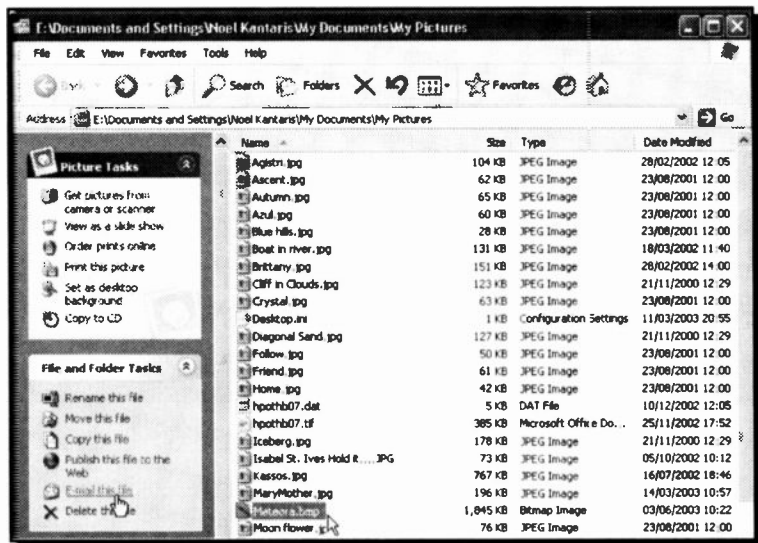 E:\Documents and Settings\Noel Kantaris\My Documents\My Pictures
File Edit View Favorites Tools Help
Search Folders Favorites
Address E:\Documents and Settings\Noel Kantaris\My Documents\My Pictures Go
Picture Tasks
Get pictures from
camera or scanner
View as a slide show
Order prints online
Print this picture
Set as desktop
background
Copy to CD
File and Folder Tasks
Rename this file
Move this file
Copy this file
Publish this file to the
Web
E-mail this file
Delete this file
Name Size Type Date Modified
Agistri.jpg 104 KB JPEG Image 28/02/2002 12:05
Ascent.jpg 62 KB JPEG Image 23/08/2001 12:00
Autumn.jpg 65 KB JPEG Image 23/08/2001 12:00
Azul.jpg 60 KB JPEG Image 23/08/2001 12:00
Blue hills.jpg 28 KB JPEG Image 23/08/2001 12:00
Boat in river.jpg 131 KB JPEG Image 18/03/2002 11:40
Brittany.jpg 151 KB JPEG Image 28/02/2002 14:00
Cliff in Clouds.jpg 123 KB JPEG Image 21/11/2000 12:29
Crystal.jpg 63 KB JPEG Image 23/08/2001 12:00
Desktop.ini 1 KB Configuration Settings 11/03/2003 20:55
Diagonal Sand.jpg 127 KB JPEG Image 21/11/2000 12:29
Follow.jpg 50 KB JPEG Image 23/08/2001 12:00
Friend.jpg 61 KB JPEG Image 23/08/2001 12:00
Home.jpg 42 KB JPEG Image 23/08/2001 12:00
hpothb07.dat 5 KB DAT File 10/12/2002 12:05
hpothb07.tif 385 KB Microsoft Office Do... 25/11/2002 17:52
Iceberg.jpg 178 KB JPEG Image 21/11/2000 12:29
Isabel St. Ives Hold it....JPG 73 KB JPEG Image 05/10/2002 10:12
Kassos.jpg 767 KB JPEG Image 16/07/2002 18:46
MaryMother.jpg 196 KB JPEG Image 14/03/2003 10:57
Meteora.bmp 1,845 KB Bitmap Image 03/06/2003 10:22
Moon flower.jpg 76 KB JPEG Image 23/08/2001 12:00